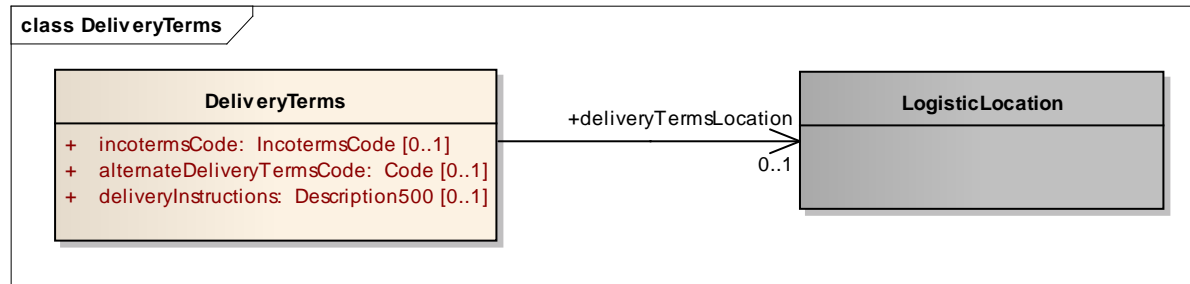 class DeliveryTerms
DeliveryTerms
+ incotermsCode: IncotermsCode [0..1]
+ alternateDeliveryTermsCode: Code [0..1]
+ deliveryInstructions: Description500 [0..1]
+deliveryTermsLocation
0..1
LogisticLocation